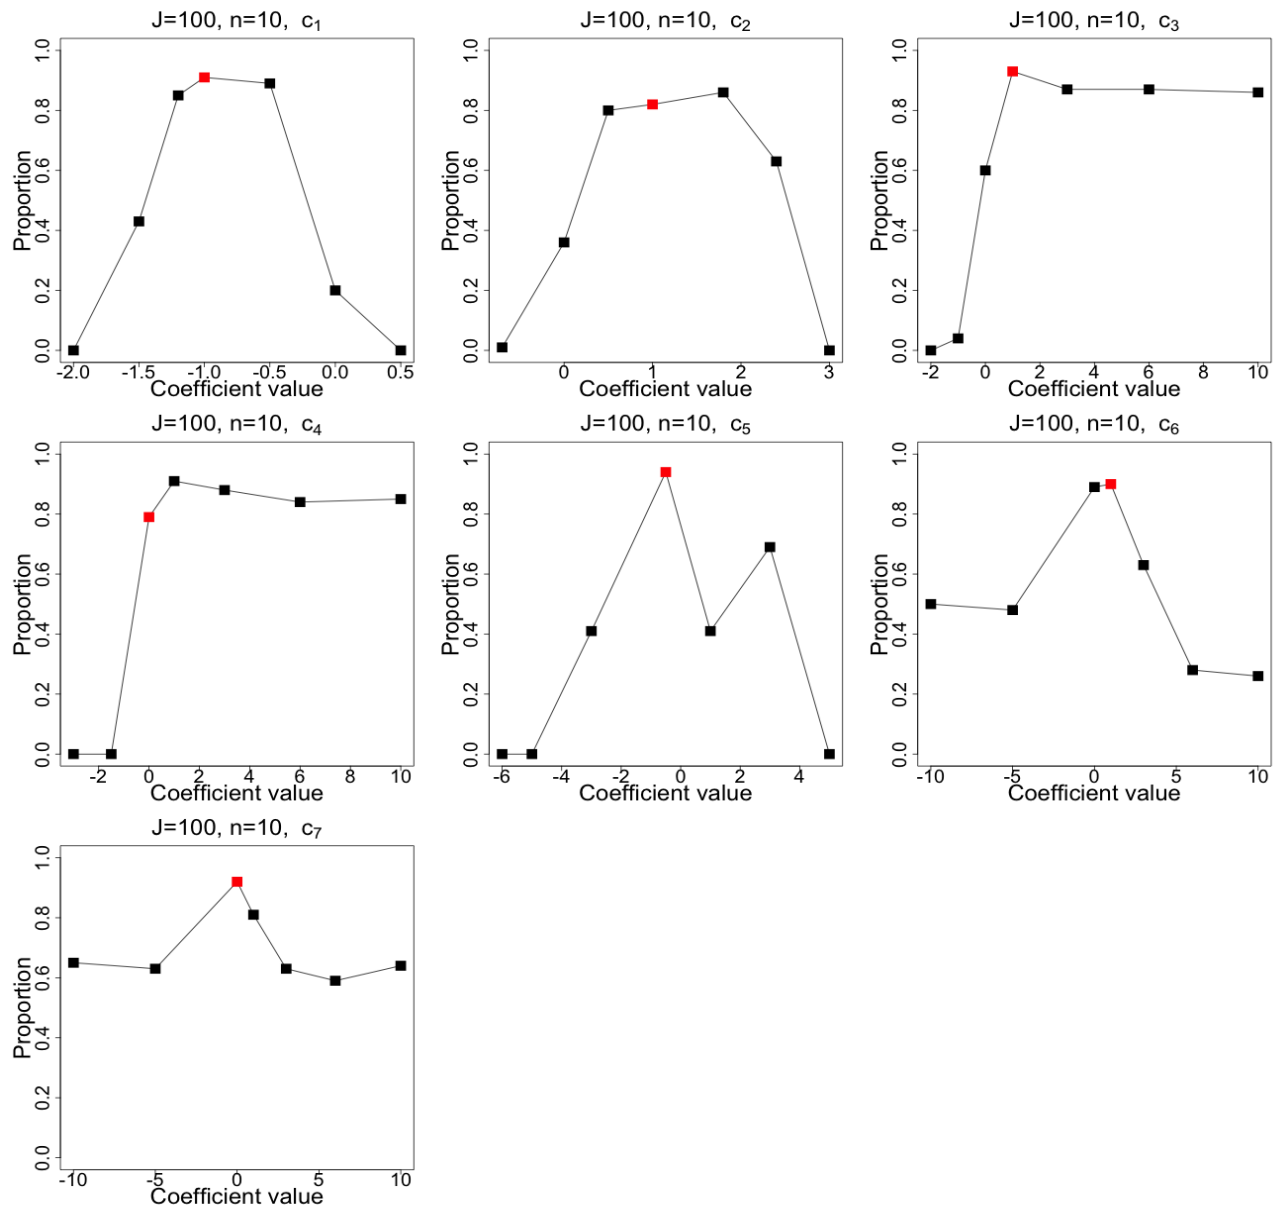 J=100, n=10, c1
Proportion
0.0 0.2 0.4 0.6 0.8 1.0
-2.0 -1.5 -1.0 -0.5 0.0 0.5
Coefficient value
J=100, n=10, c2
Proportion
0.0 0.2 0.4 0.6 0.8 1.0
0 1 2 3
Coefficient value
J=100, n=10, c3
Proportion
0.0 0.2 0.4 0.6 0.8 1.0
-2 0 2 4 6 8 10
Coefficient value
J=100, n=10, c4
Proportion
0.0 0.2 0.4 0.6 0.8 1.0
-2 0 2 4 6 8 10
Coefficient value
J=100, n=10, c5
Proportion
0.0 0.2 0.4 0.6 0.8 1.0
-6 -4 -2 0 2 4
Coefficient value
J=100, n=10, c6
Proportion
0.0 0.2 0.4 0.6 0.8 1.0
-10 -5 0 5 10
Coefficient value
J=100, n=10, c7
Proportion
0.0 0.2 0.4 0.6 0.8 1.0
-10 -5 0 5 10
Coefficient value